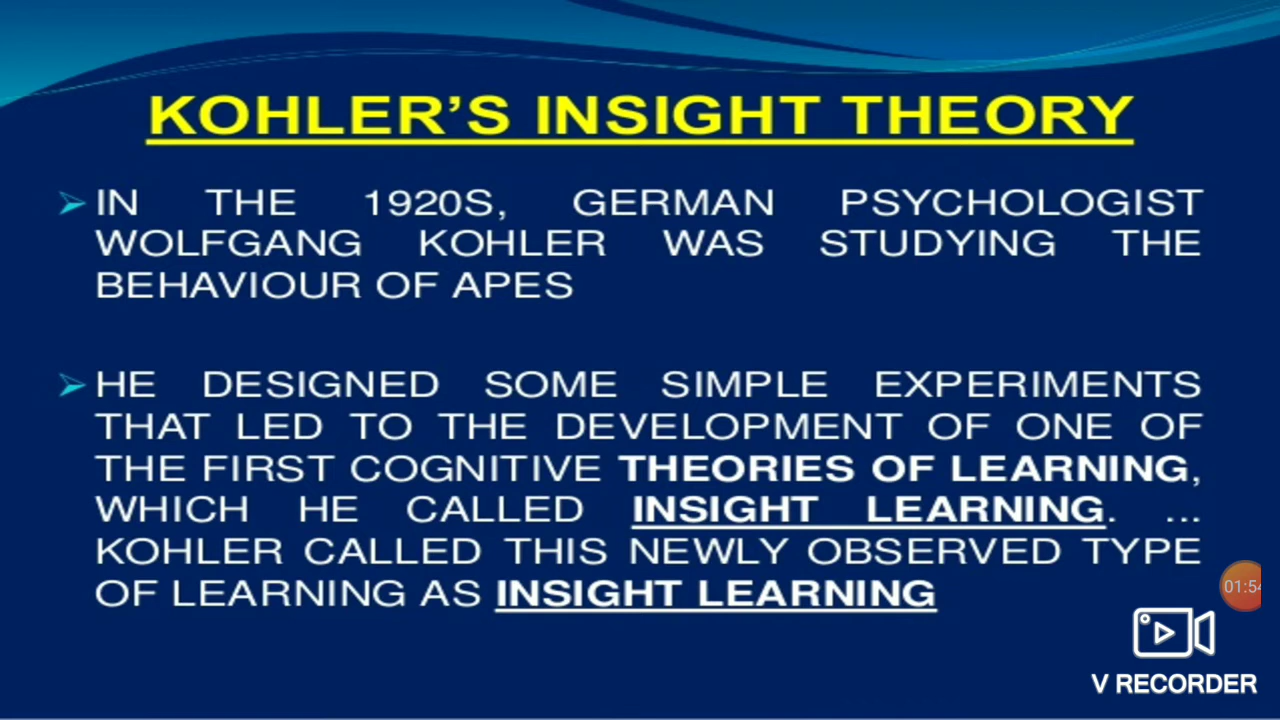 KOHLER'S INSIGHT THEORY
IN THE 1920S, GERMAN PSYCHOLOGIST
WOLFGANG KOHLER WAS STUDYING THE
BEHAVIOUR OF APES
HE DESIGNED SOME SIMPLE EXPERIMENTS
THAT LED TO THE DEVELOPMENT OF ONE OF
THE FIRST COGNITIVE THEORIES OF LEARNING,
WHICH HE CALLED INSIGHT LEARNING. ...
KOHLER CALLED THIS NEWLY OBSERVED TYPE
OF LEARNING AS INSIGHT LEARNING
01:54
V RECORDER